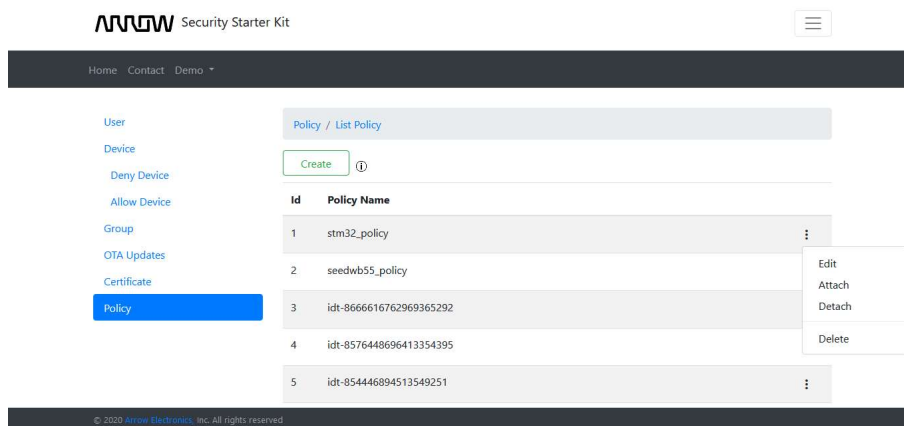 ARROW Security Starter Kit
Home Contact Demo
User
Device
Deny Device
Allow Device
Group
OTA Updates
Certificate
Policy
Policy / List Policy
Create
Id Policy Name
1 stm32_policy
2 seedwb55_policy
3 idt-8666616762969365292
4 idt-8576448696413354395
5 idt-854446894513549251
Edit
Attach
Detach
Delete
© 2020 Arrow Electronics, Inc. All rights reserved